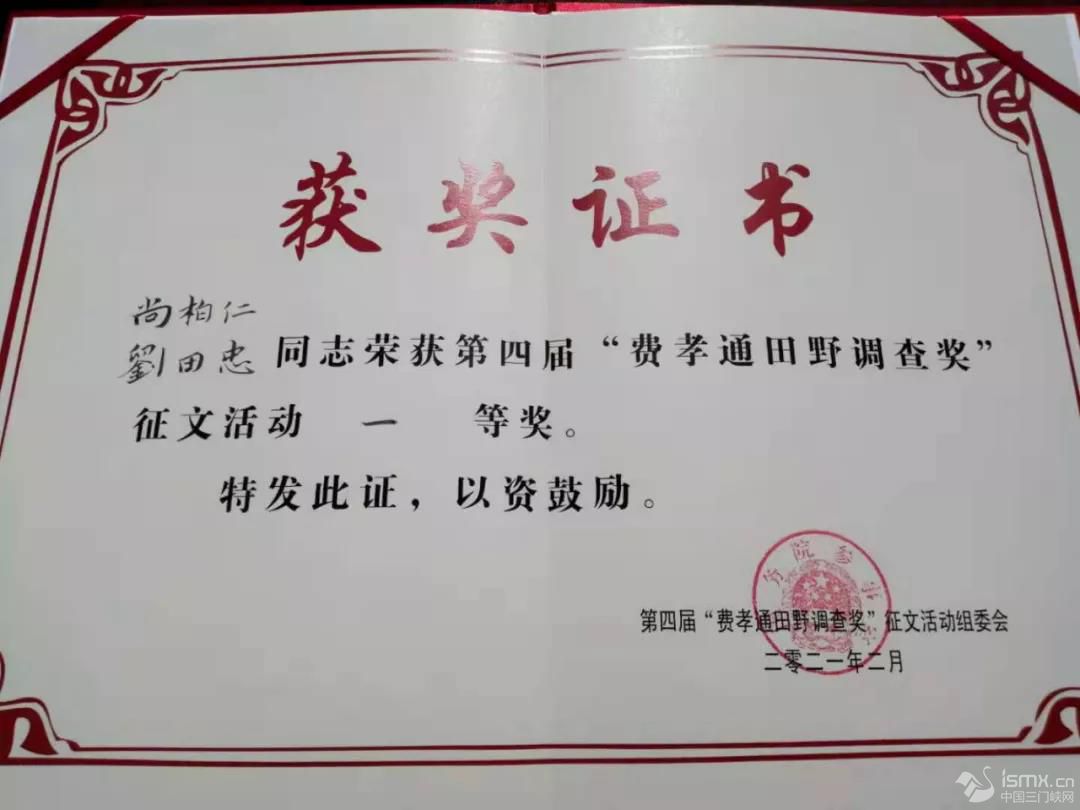 获奖证书
尚柏仁
劉田忠 同志荣获第四届“费孝通田野调查奖”
征文活动 一 等奖。
特发此证，以资鼓励。
第四届“费孝通田野调查奖”征文活动组委会
二零二一年二月
ismx.cn
中国三门峡网